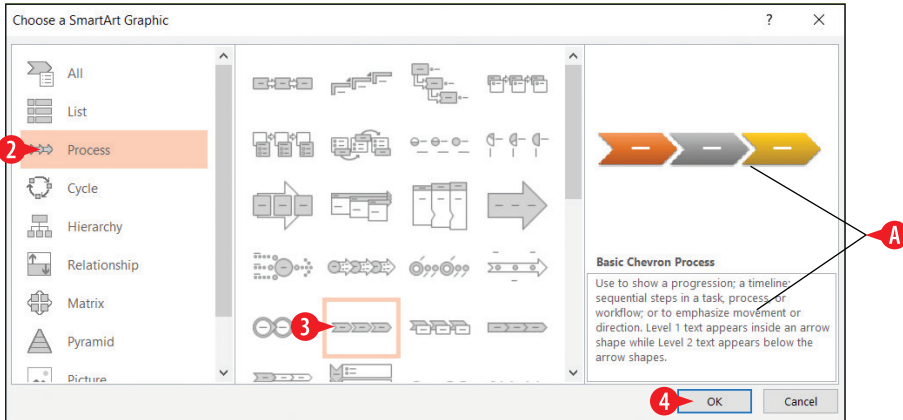 Choose a SmartArt Graphic
?
All
List
2
Process
Cycle
Hierarchy
Relationship
Matrix
Pyramid
Picture
3
A
Basic Chevron Process
Use to show a progression; a timeline;
sequential steps in a task, process, or
workflow; or to emphasize movement or
direction. Level 1 text appears inside an arrow
shape while Level 2 text appears below the
arrow shapes.
4
OK
Cancel